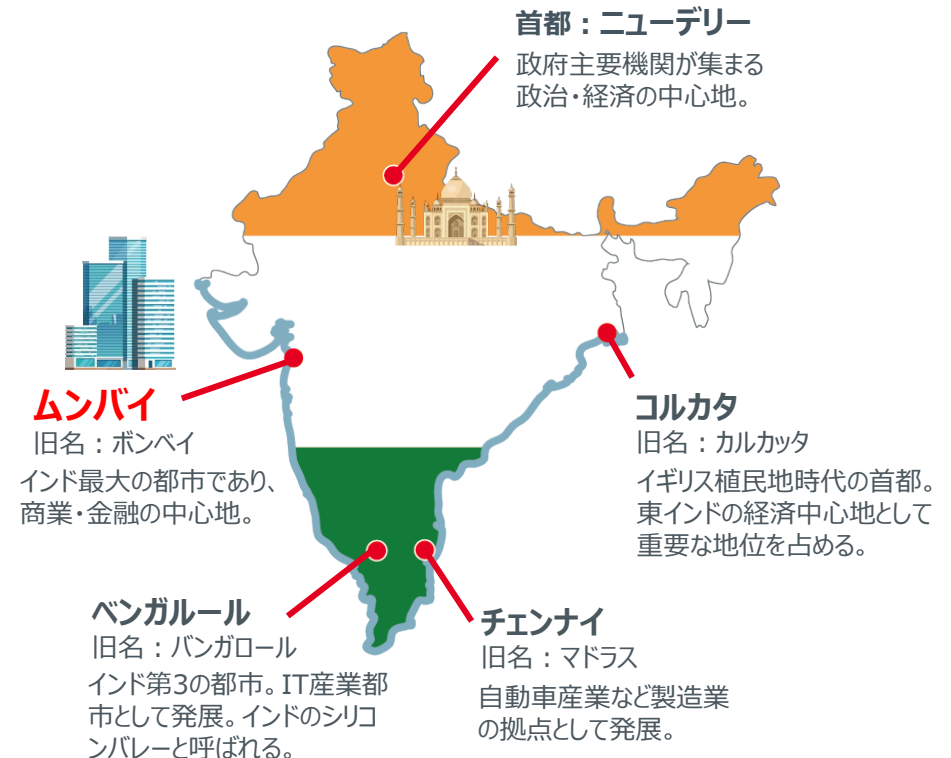 首都：ニューデリー
政府主要機関が集まる
政治・経済の中心地。
ムンバイ
旧名：ボンベイ
インド最大の都市であり、
商業・金融の中心地。
コルカタ
旧名：カルカッタ
イギリス植民地時代の首都。
東インドの経済中心地として
重要な地位を占める。
ベンガルール
旧名：バンガロール
インド第3の都市。IT産業都
市として発展。インドのシリコ
ンバレーと呼ばれる。
チェンナイ
旧名：マドラス
自動車産業など製造業
の拠点として発展。